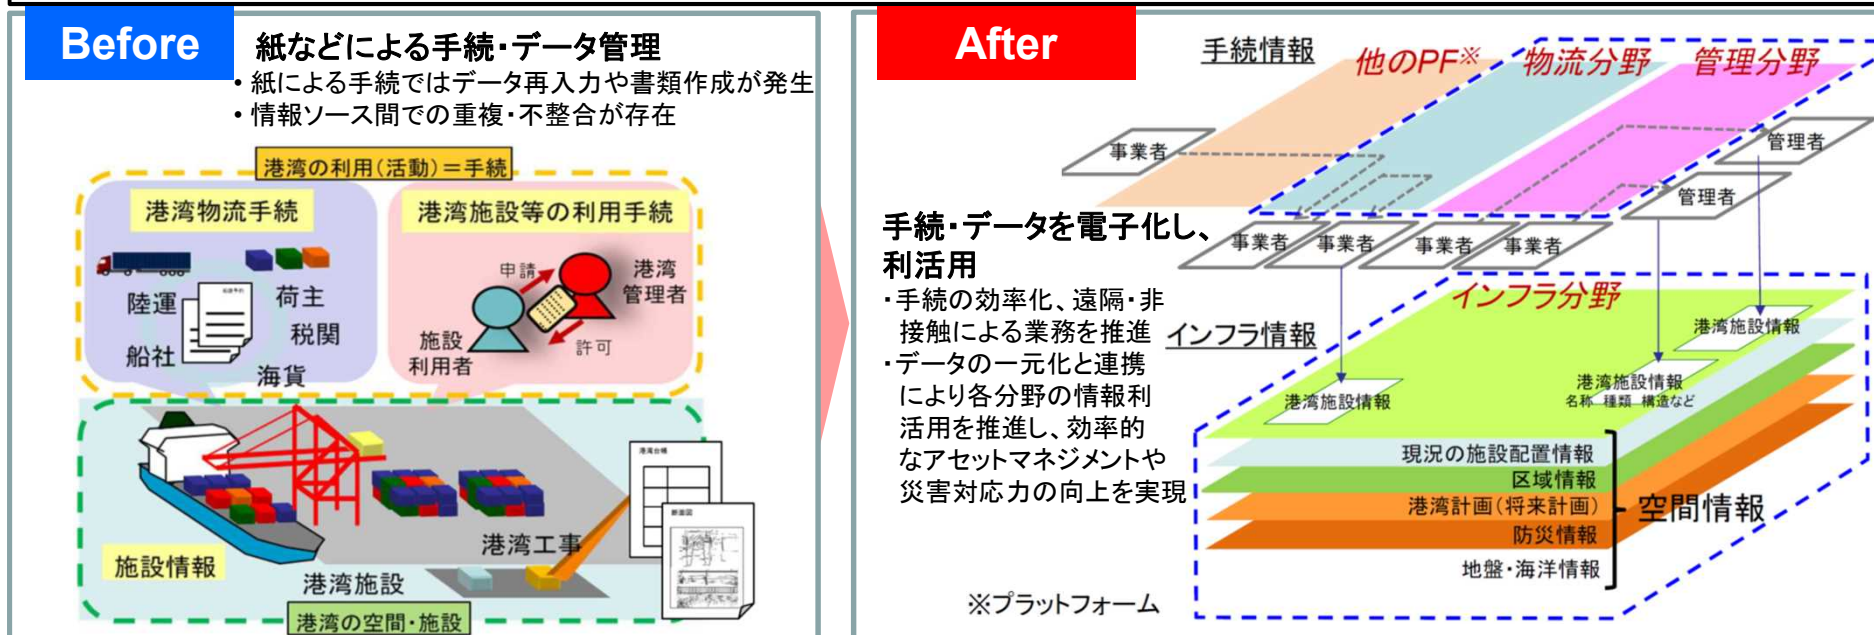 Before
紙などによる手続・データ管理
• 紙による手続ではデータ再入力や書類作成が発生
• 情報ソース間での重複・不整合が存在
港湾の利用(活動)＝手続
港湾物流手続
陸運
荷主
税関
船社
海貨
港湾施設等の利用手続
申請
港湾
管理者
施設
利用者
許可
港湾台帳
断面図
港湾工事
施設情報
港湾施設
港湾の空間・施設
After
手続情報
他のPF※
物流分野
管理分野
事業者
管理者
管理者
事業者
事業者
事業者
事業者
手続・データを電子化し、
利活用
・手続の効率化、遠隔・非
接触による業務を推進
・データの一元化と連携
により各分野の情報利
活用を推進し、効率的
なアセットマネジメントや
災害対応力の向上を実現
インフラ分野
インフラ情報
港湾施設情報
港湾施設情報
名称 種類 構造など
港湾施設情報
現況の施設配置情報
区域情報
港湾計画(将来計画)
防災情報
地盤・海洋情報
空間情報
※プラットフォーム